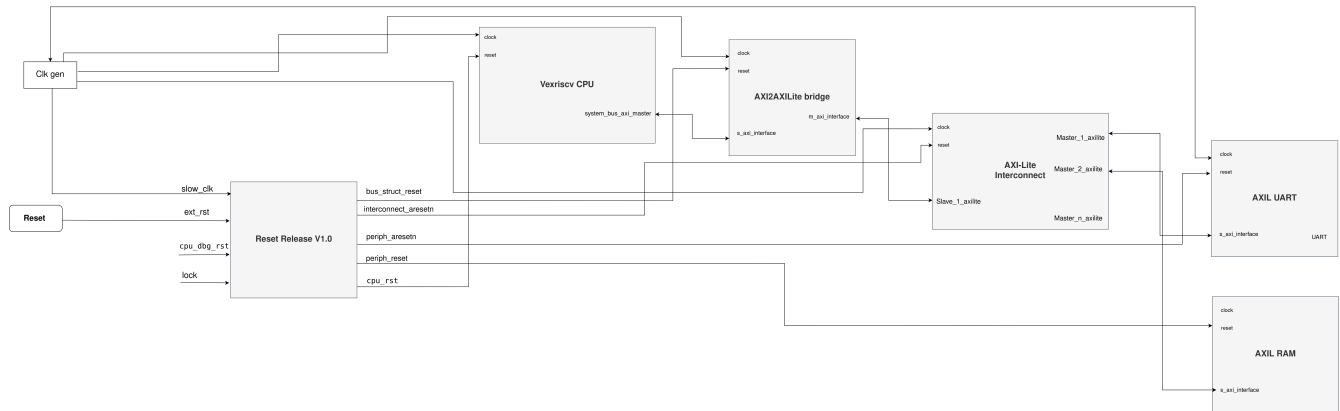 Clk gen
Reset
slow_clk
ext_rst
cpu_dbg_rst
lock
Reset Release V1.0
bus_struct_reset
interconnect_aresetn
periph_aresetn
periph_reset
cpu_rst
clock
reset
Vexriscv CPU
system_bus_axi_master
clock
reset
AXI2AXILite bridge
m_axi_interface
s_axi_interface
clock
reset
AXI-Lite
Interconnect
Master_1_axilite
Master_2_axilite
Slave_1_axilite
Master_n_axilite
clock
reset
AXIL UART
s_axi_interface
UART
clock
reset
AXIL RAM
s_axi_interface